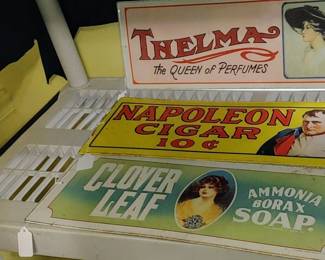 THELMA
the QUEEN of PERFUMES
NAPOLEON
CIGAR
10¢
CLOVER
LEAF
AMMONIA
BORAX
SOAP.